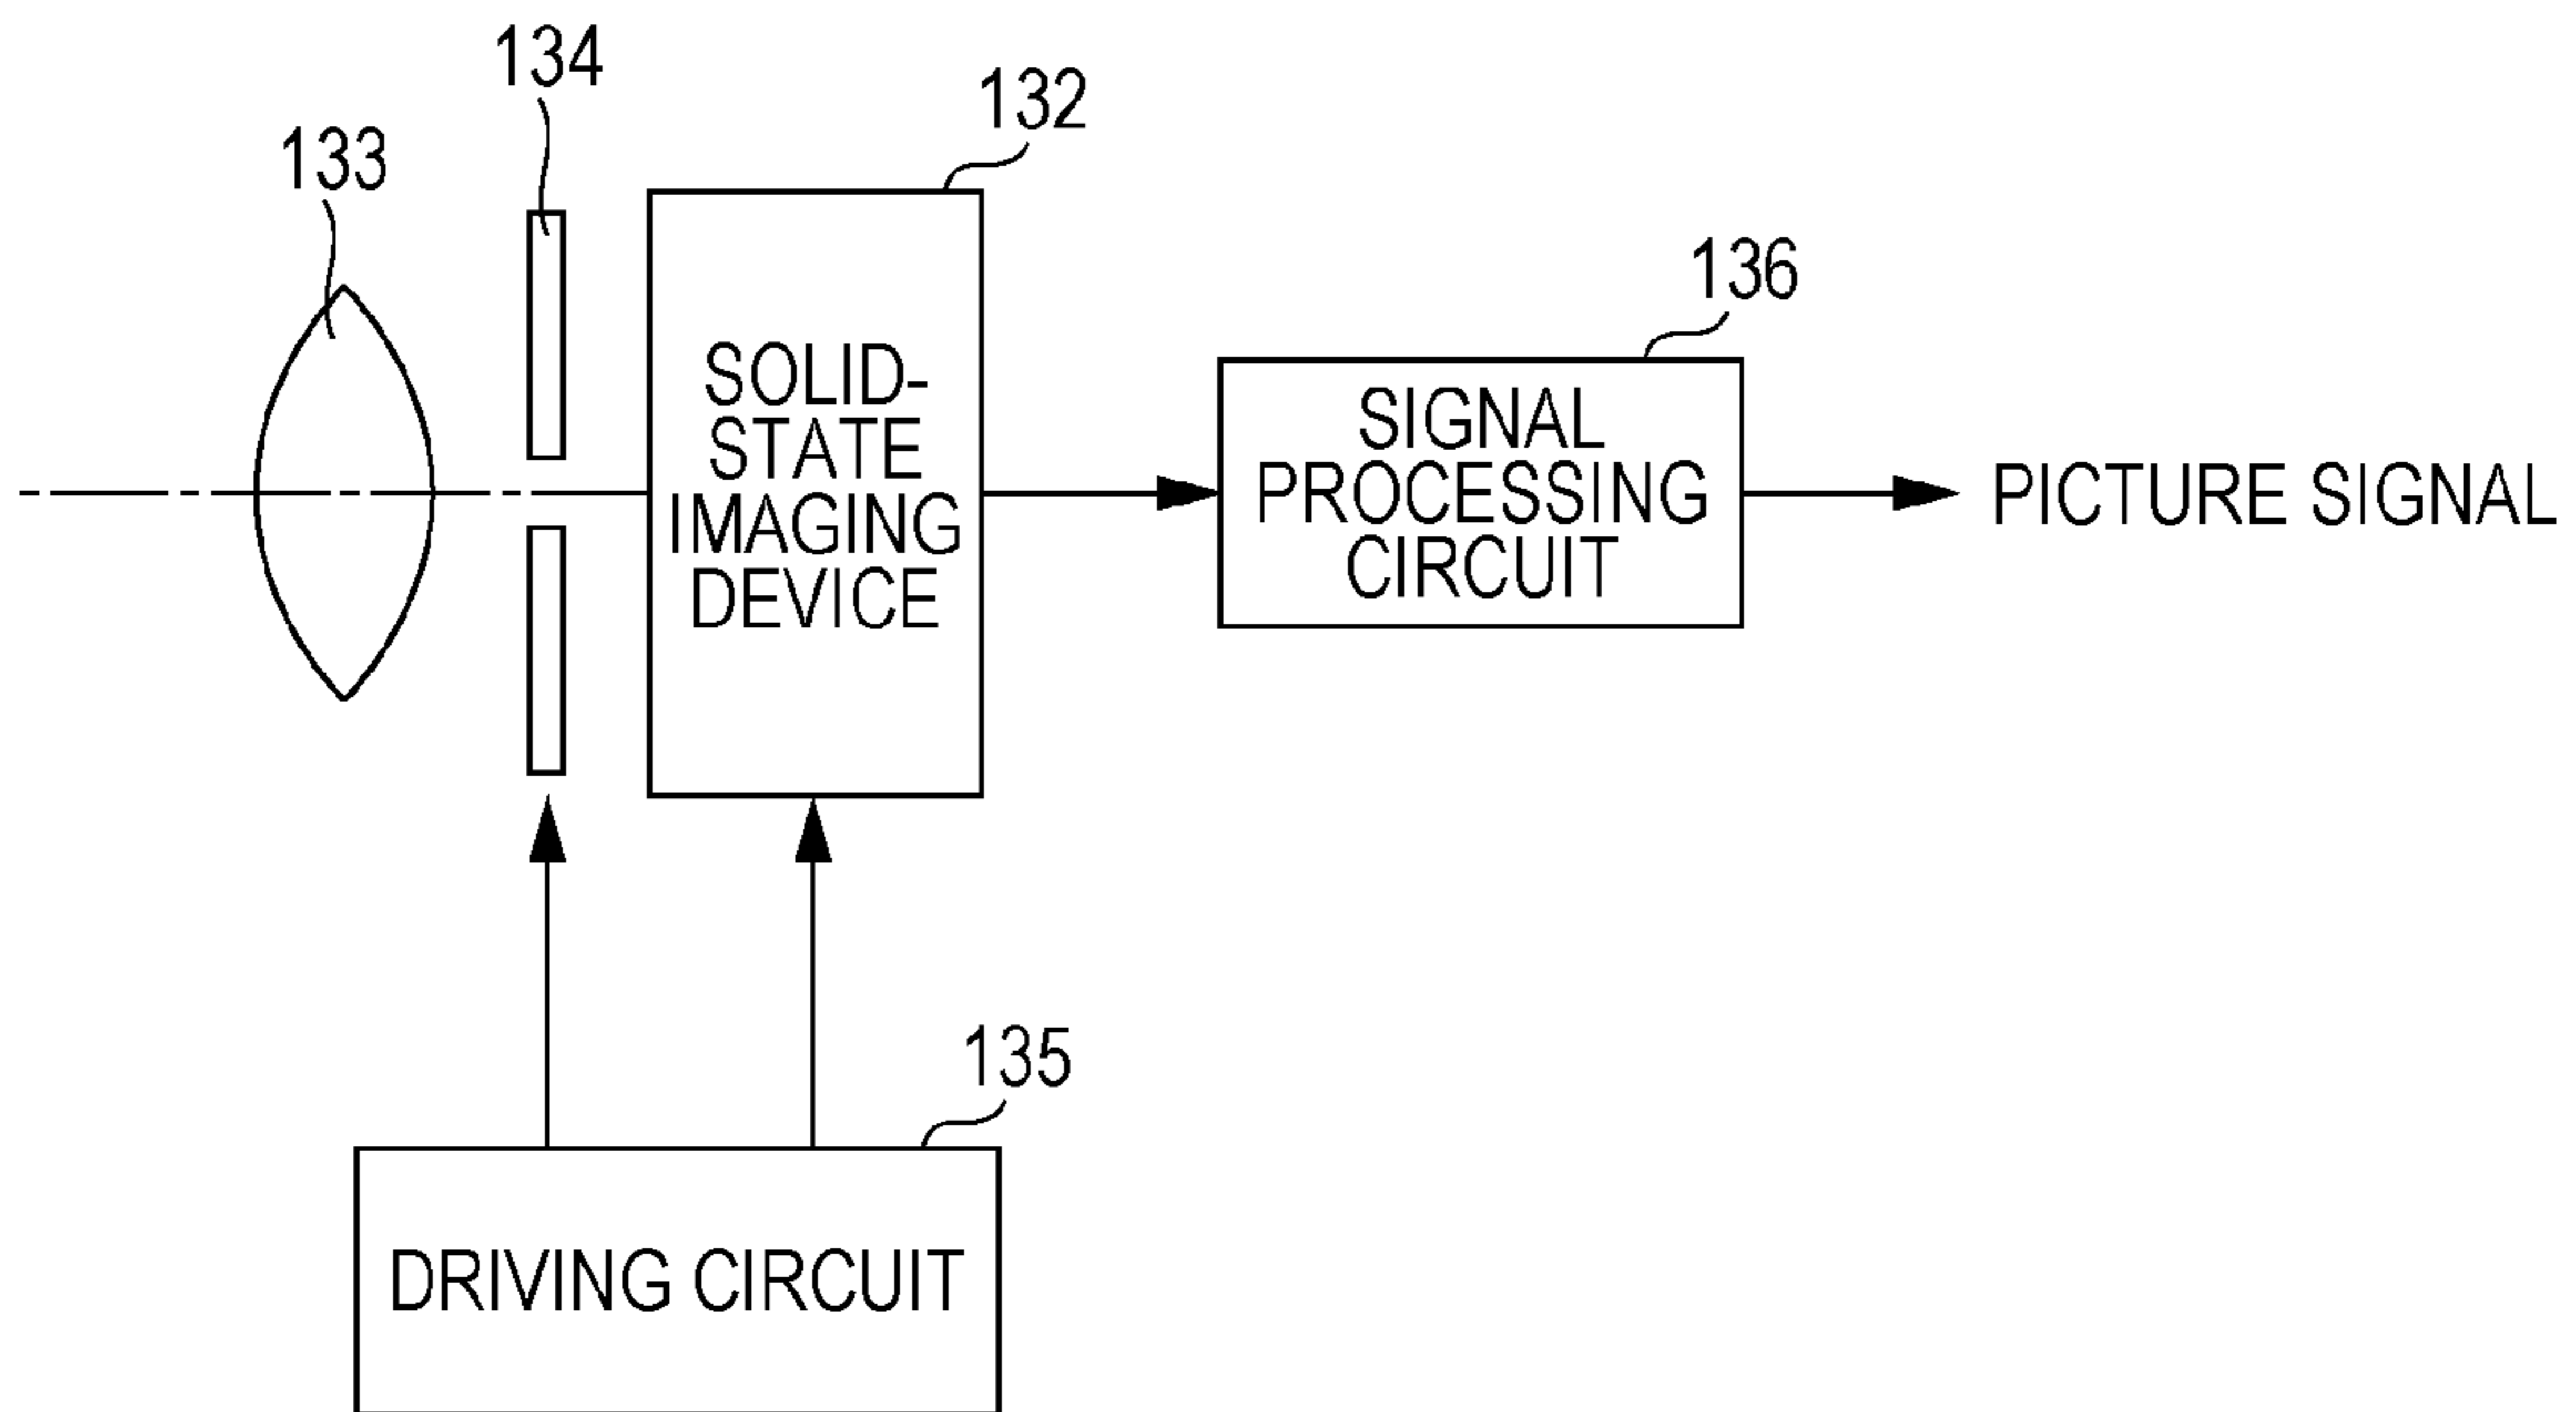 134
132
133
136
SOLID-
STATE
IMAGING
DEVICE
SIGNAL
PROCESSING
CIRCUIT
PICTURE SIGNAL
135
DRIVING CIRCUIT